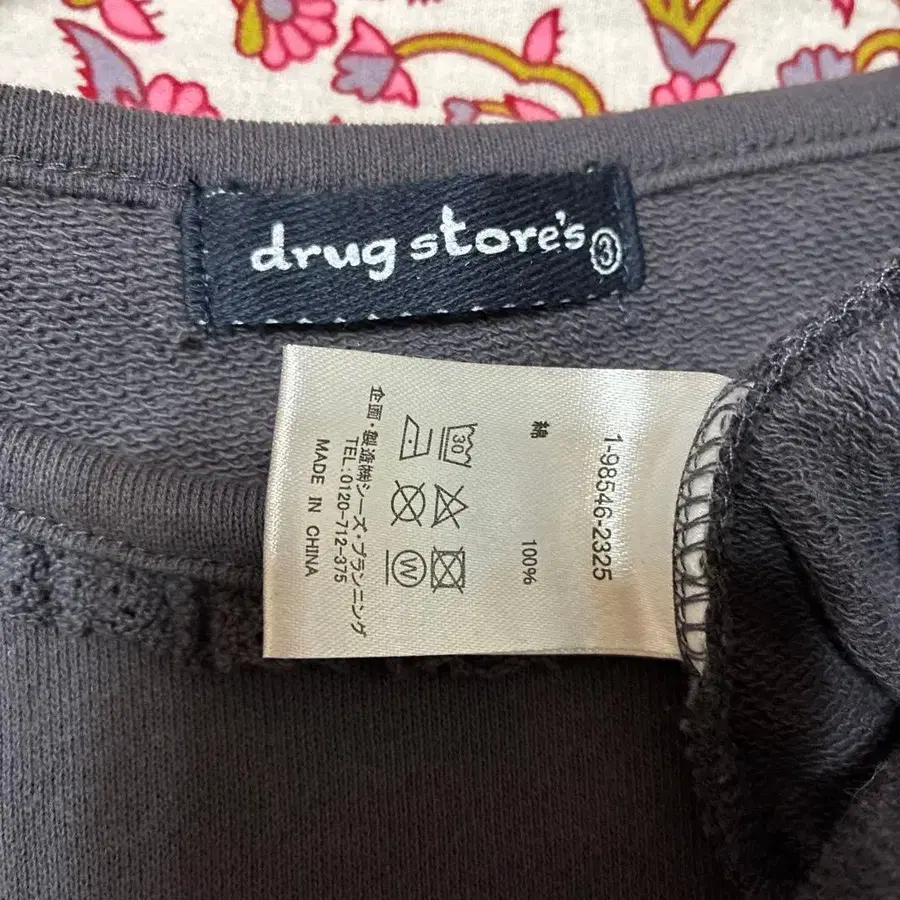 drug store's ③
1-98546-2325
綿 100%
30
W
企画・製造㈱シーズ・プランニング
TEL:0120-712-375
MADE IN CHINA